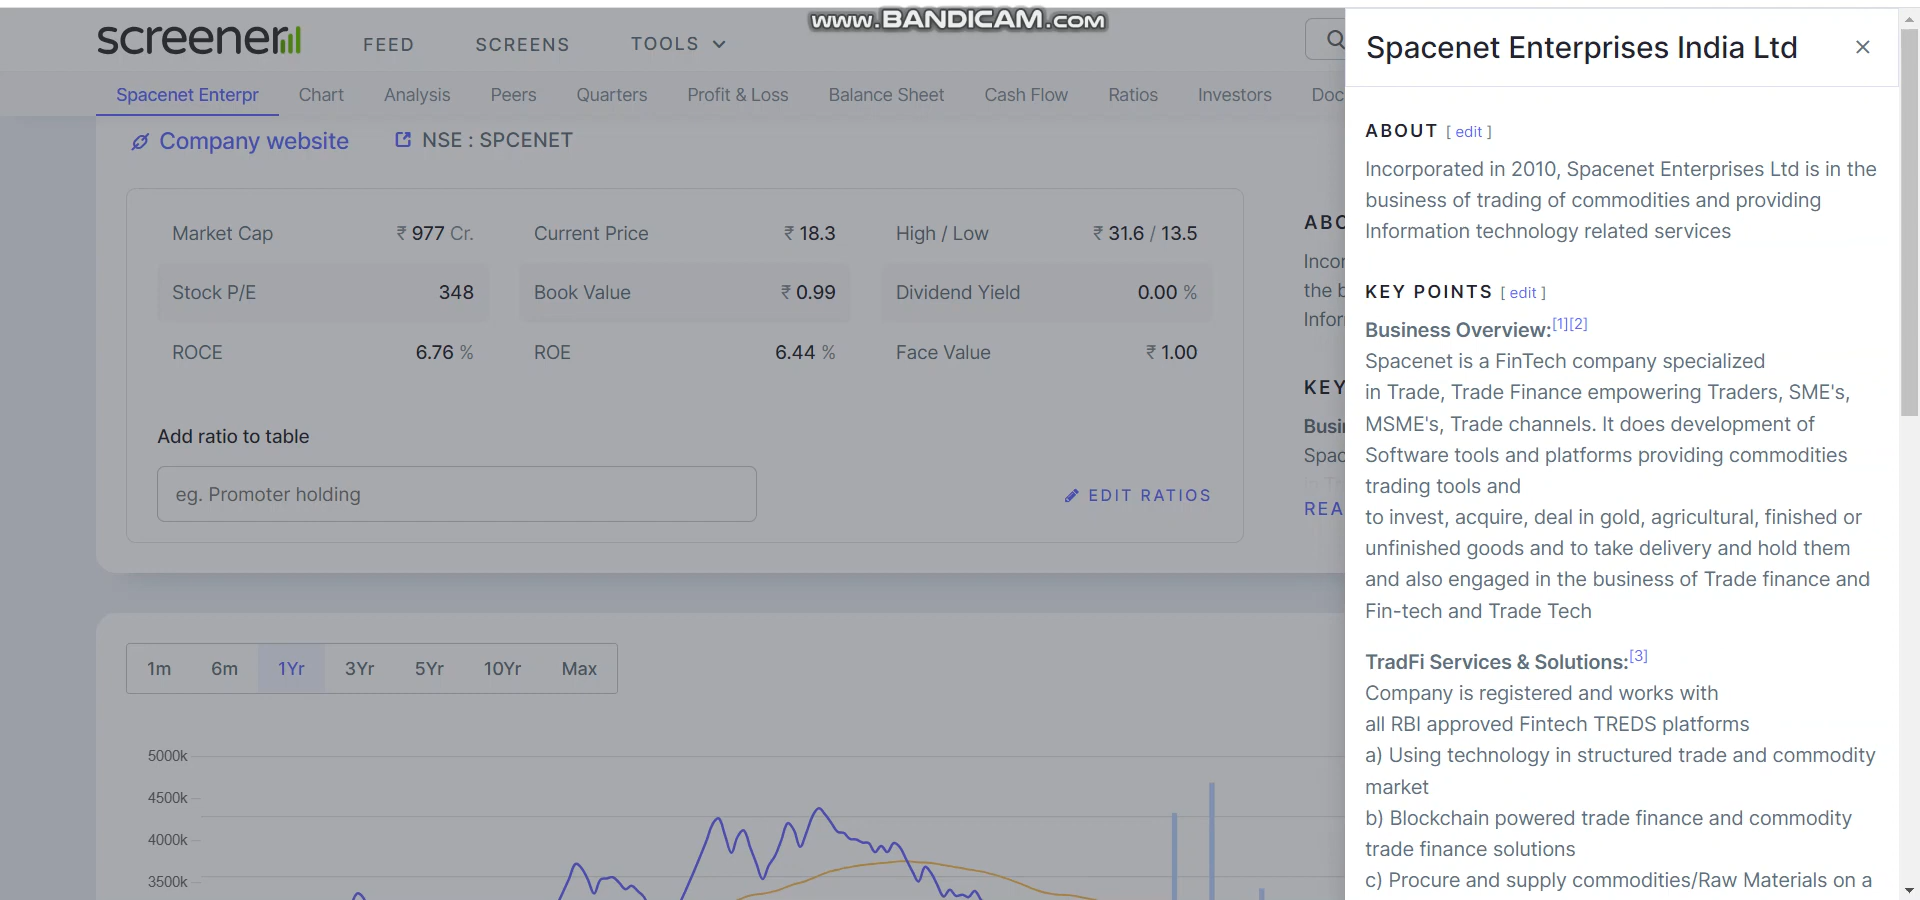 www.BANDICAM.com
screener
FEED
SCREENS
TOOLS
Spacenet Enterpr
Chart
Analysis
Peers
Quarters
Profit & Loss
Balance Sheet
Cash Flow
Ratios
Investors
Doc
Company website
NSE : SPCENET
Market Cap ₹ 977 Cr.
Current Price ₹ 18.3
High / Low ₹ 31.6 / 13.5
Stock P/E 348
Book Value ₹ 0.99
Dividend Yield 0.00 %
ROCE 6.76 %
ROE 6.44 %
Face Value ₹ 1.00
Add ratio to table
eg. Promoter holding
EDIT RATIOS
ABO
Incor
the b
Infor
KEY
Busi
Spac
REA
1m
6m
1Yr
3Yr
5Yr
10Yr
Max
5000k
4500k
4000k
3500k
Spacenet Enterprises India Ltd
ABOUT [ edit ]
Incorporated in 2010, Spacenet Enterprises Ltd is in the
business of trading of commodities and providing
Information technology related services
KEY POINTS [ edit ]
Business Overview:[1][2]
Spacenet is a FinTech company specialized
in Trade, Trade Finance empowering Traders, SME's,
MSME's, Trade channels. It does development of
Software tools and platforms providing commodities
trading tools and
to invest, acquire, deal in gold, agricultural, finished or
unfinished goods and to take delivery and hold them
and also engaged in the business of Trade finance and
Fin-tech and Trade Tech
TradFi Services & Solutions:[3]
Company is registered and works with
all RBI approved Fintech TREDS platforms
a) Using technology in structured trade and commodity
market
b) Blockchain powered trade finance and commodity
trade finance solutions
c) Procure and supply commodities/Raw Materials on a